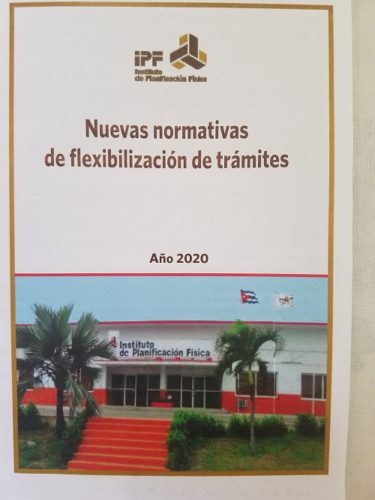 iPF
Instituto
de Planificación Física
Nuevas normativas
de flexibilización de trámites
Año 2020
Instituto
de Planificación Física